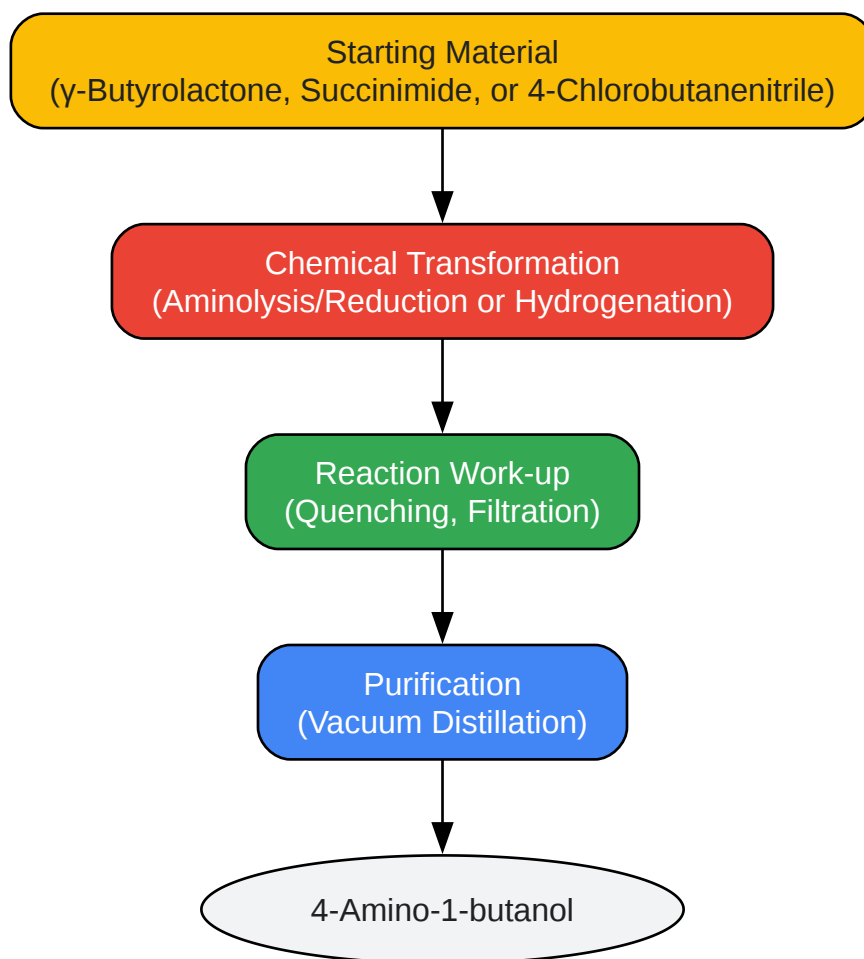 Starting Material
(γ-Butyrolactone, Succinimide, or 4-Chlorobutanenitrile)
Chemical Transformation
(Aminolysis/Reduction or Hydrogenation)
Reaction Work-up
(Quenching, Filtration)
Purification
(Vacuum Distillation)
4-Amino-1-butanol